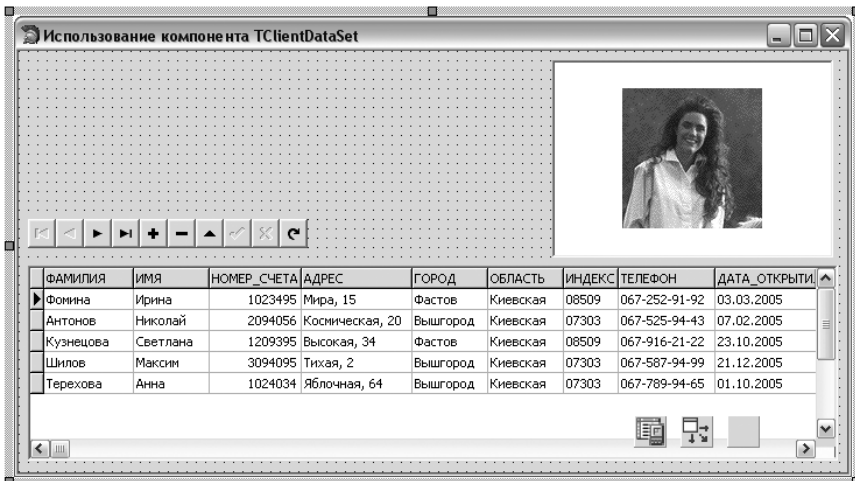 Использование компонента TClientDataSet
ФАМИЛИЯ ИМЯ НОМЕР_СЧЕТА АДРЕС ГОРОД ОБЛАСТЬ ИНДЕКС ТЕЛЕФОН ДАТА_ОТКРЫТИ
Фомина Ирина 1023495 Мира, 15 Фастов Киевская 08509 067-252-91-92 03.03.2005
Антонов Николай 2094056 Космическая, 20 Вышгород Киевская 07303 067-525-94-43 07.02.2005
Кузнецова Светлана 1209395 Высокая, 34 Фастов Киевская 08509 067-916-21-22 23.10.2005
Шилов Максим 3094095 Тихая, 2 Вышгород Киевская 07303 067-587-94-99 21.12.2005
Терехова Анна 1024034 Яблочная, 64 Вышгород Киевская 07303 067-789-94-65 01.10.2005